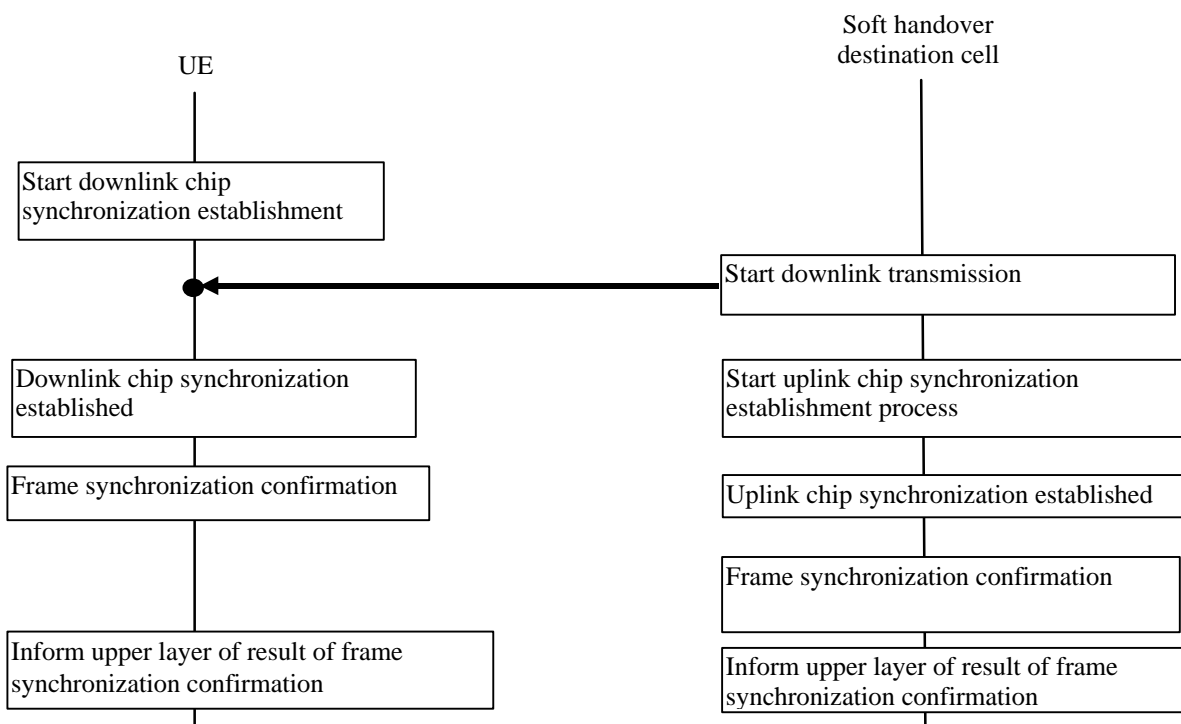 Soft handover
destination cell
UE
Start downlink chip
synchronization establishment
Start downlink transmission
Downlink chip synchronization
established
Start uplink chip synchronization
establishment process
Frame synchronization confirmation
Uplink chip synchronization established
Frame synchronization confirmation
Inform upper layer of result of frame
synchronization confirmation
Inform upper layer of result of frame
synchronization confirmation